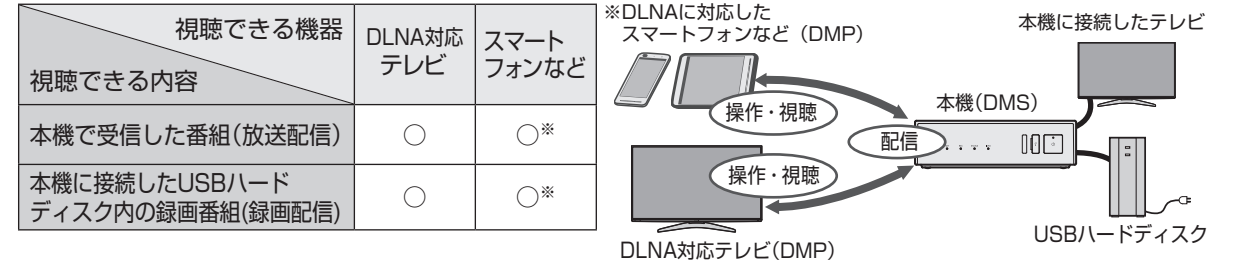 視聴できる機器
視聴できる内容
DLNA対応
テレビ
スマート
フォンなど
本機で受信した番組(放送配信)
○
○※
本機に接続したUSBハード
ディスク内の録画番組(録画配信)
○
○※
※DLNAに対応した
スマートフォンなど（DMP）
本機に接続したテレビ
操作・視聴
本機(DMS)
配信
操作・視聴
DLNA対応テレビ(DMP)
USBハードディスク